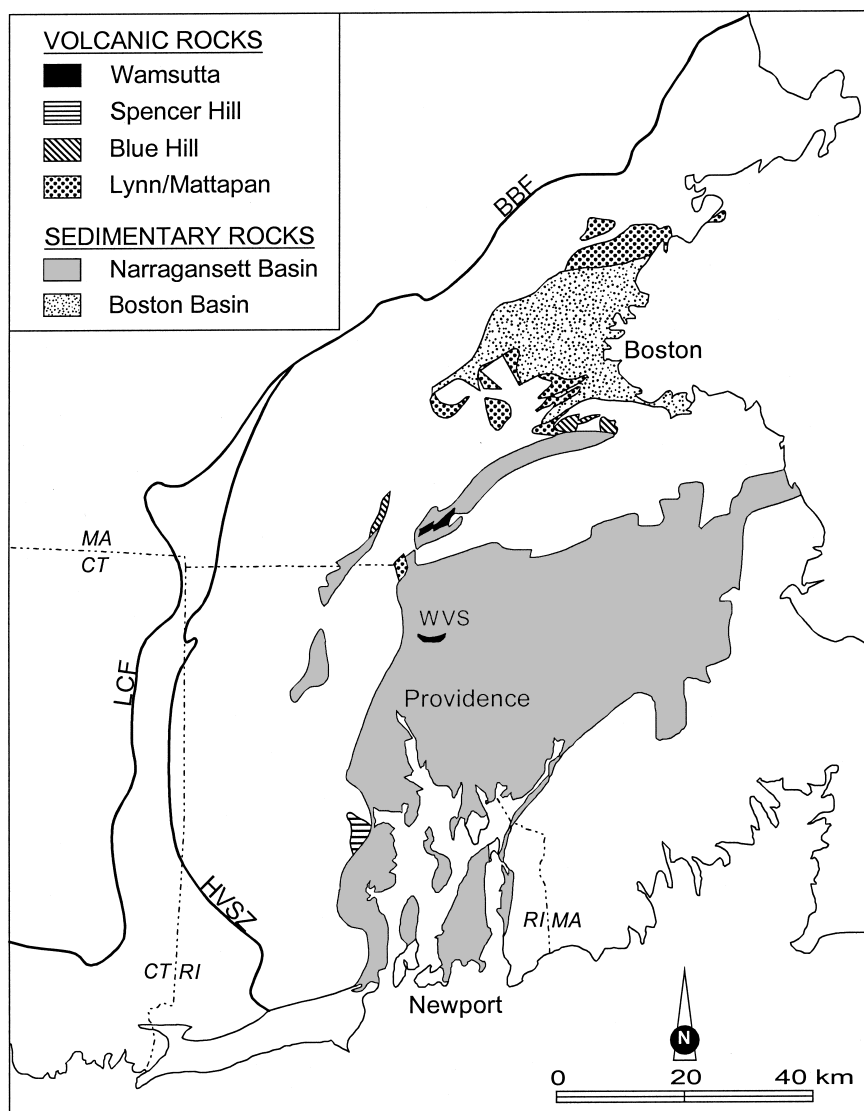 VOLCANIC ROCKS
Wamsutta
Spencer Hill
Blue Hill
Lynn/Mattapan
SEDIMENTARY ROCKS
Narragansett Basin
Boston Basin
BBF
Boston
MA
CT
WVS
LCF
Providence
HVSZ
RI MA
CT RI
Newport
N
0 20 40 km